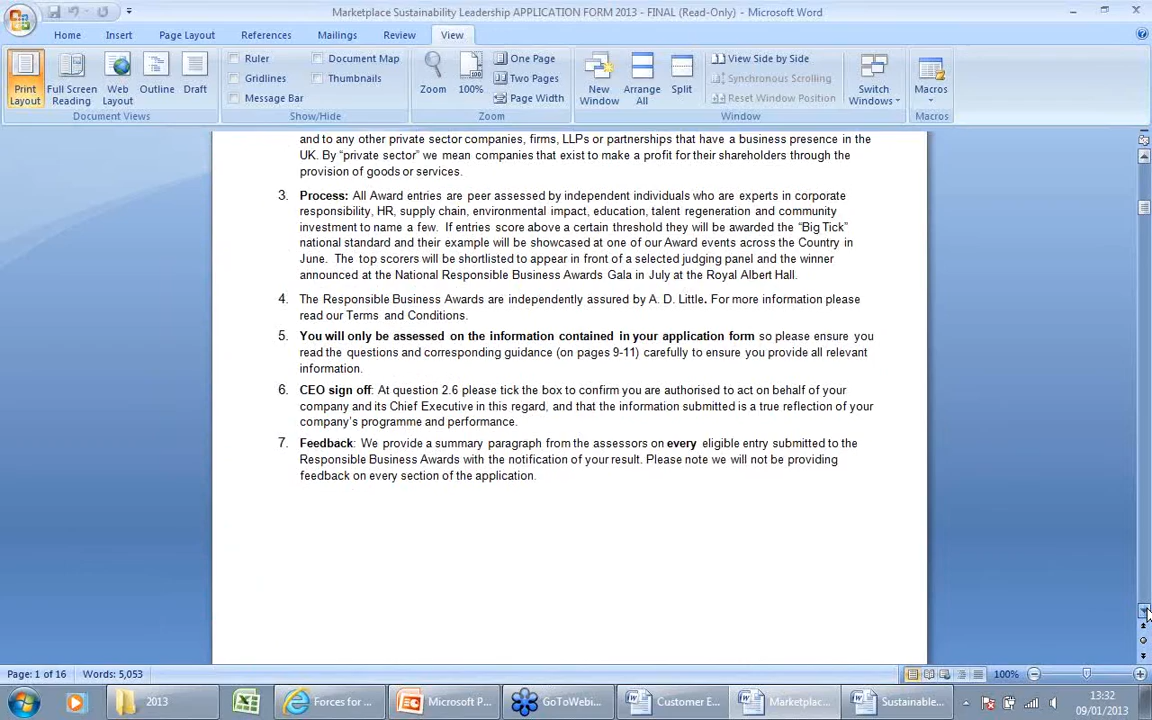 Marketplace Sustainability Leadership APPLICATION FORM 2013 - FINAL (Read-Only) - Microsoft Word
Home Insert Page Layout References Mailings Review View
Print Layout
Full Screen Reading
Web Layout
Outline
Draft
Document Views
Ruler
Gridlines
Message Bar
Document Map
Thumbnails
Show/Hide
Zoom
100%
One Page
Two Pages
Page Width
Zoom
New Window
Arrange All
Split
View Side by Side
Synchronous Scrolling
Reset Window Position
Window
Switch Windows
Macros
Macros
and to any other private sector companies, firms, LLPs or partnerships that have a business presence in the
UK. By “private sector” we mean companies that exist to make a profit for their shareholders through the
provision of goods or services.
3. Process: All Award entries are peer assessed by independent individuals who are experts in corporate
responsibility, HR, supply chain, environmental impact, education, talent regeneration and community
investment to name a few. If entries score above a certain threshold they will be awarded the “Big Tick”
national standard and their example will be showcased at one of our Award events across the Country in
June. The top scorers will be shortlisted to appear in front of a selected judging panel and the winner
announced at the National Responsible Business Awards Gala in July at the Royal Albert Hall.
4. The Responsible Business Awards are independently assured by A. D. Little. For more information please
read our Terms and Conditions.
5. You will only be assessed on the information contained in your application form so please ensure you
read the questions and corresponding guidance (on pages 9-11) carefully to ensure you provide all relevant
information.
6. CEO sign off: At question 2.6 please tick the box to confirm you are authorised to act on behalf of your
company and its Chief Executive in this regard, and that the information submitted is a true reflection of your
company’s programme and performance.
7. Feedback: We provide a summary paragraph from the assessors on every eligible entry submitted to the
Responsible Business Awards with the notification of your result. Please note we will not be providing
feedback on every section of the application.
Page: 1 of 16 Words: 5,053 100%
2013 Forces for ... Microsoft P... GoToWebi... Customer E... Marketplac... Sustainable...
13:32
09/01/2013